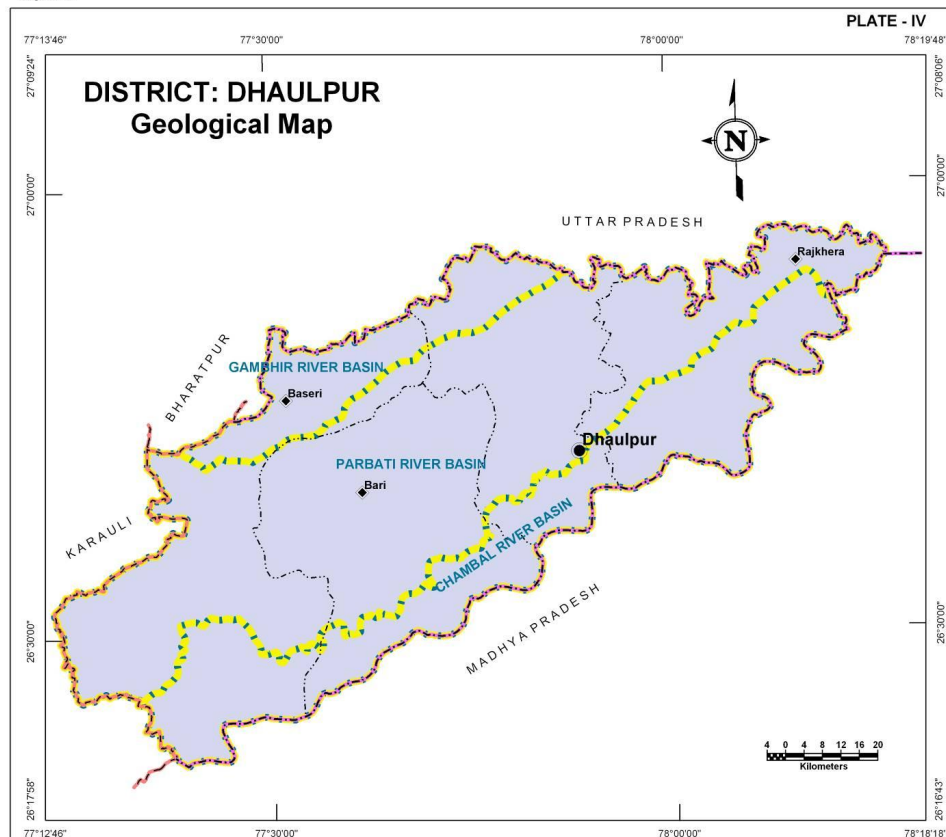 PLATE - IV
77°13'46"
77°30'00"
78°00'00"
78°19'48"
27°09'24"
27°08'06"
DISTRICT: DHAULPUR
Geological Map
N
27°00'00"
27°00'00"
UTTAR PRADESH
Rajkhera
BHARATPUR
GAMBHIR RIVER BASIN
Baseri
Dhaulpur
PARBATI RIVER BASIN
Bari
KARAULI
CHAMBAL RIVER BASIN
MADHYA PRADESH
26°30'00"
26°30'00"
4 0 4 8 12 16 20
Kilometers
26°17'58"
26°16'43"
77°12'46"
77°30'00"
78°00'00"
78°18'18"